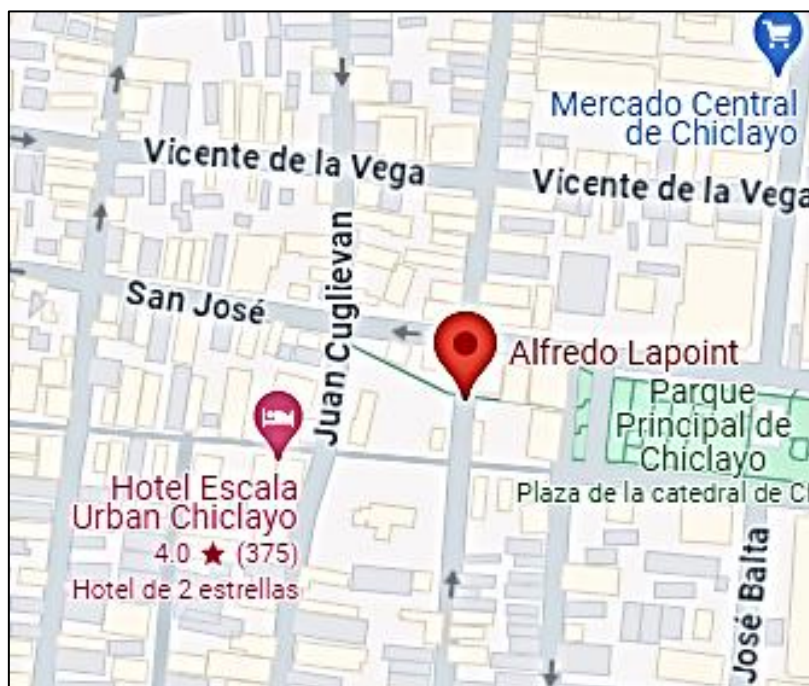 Mercado Central
de Chiclayo
Vicente de la Vega
Vicente de la Vega
Juan Cuglievan
San José
Alfredo Lapoint
Parque
Principal de
Chiclayo
Plaza de la catedral de C
Hotel Escala
Urban Chiclayo
4.0 ★ (375)
Hotel de 2 estrellas
José Balta